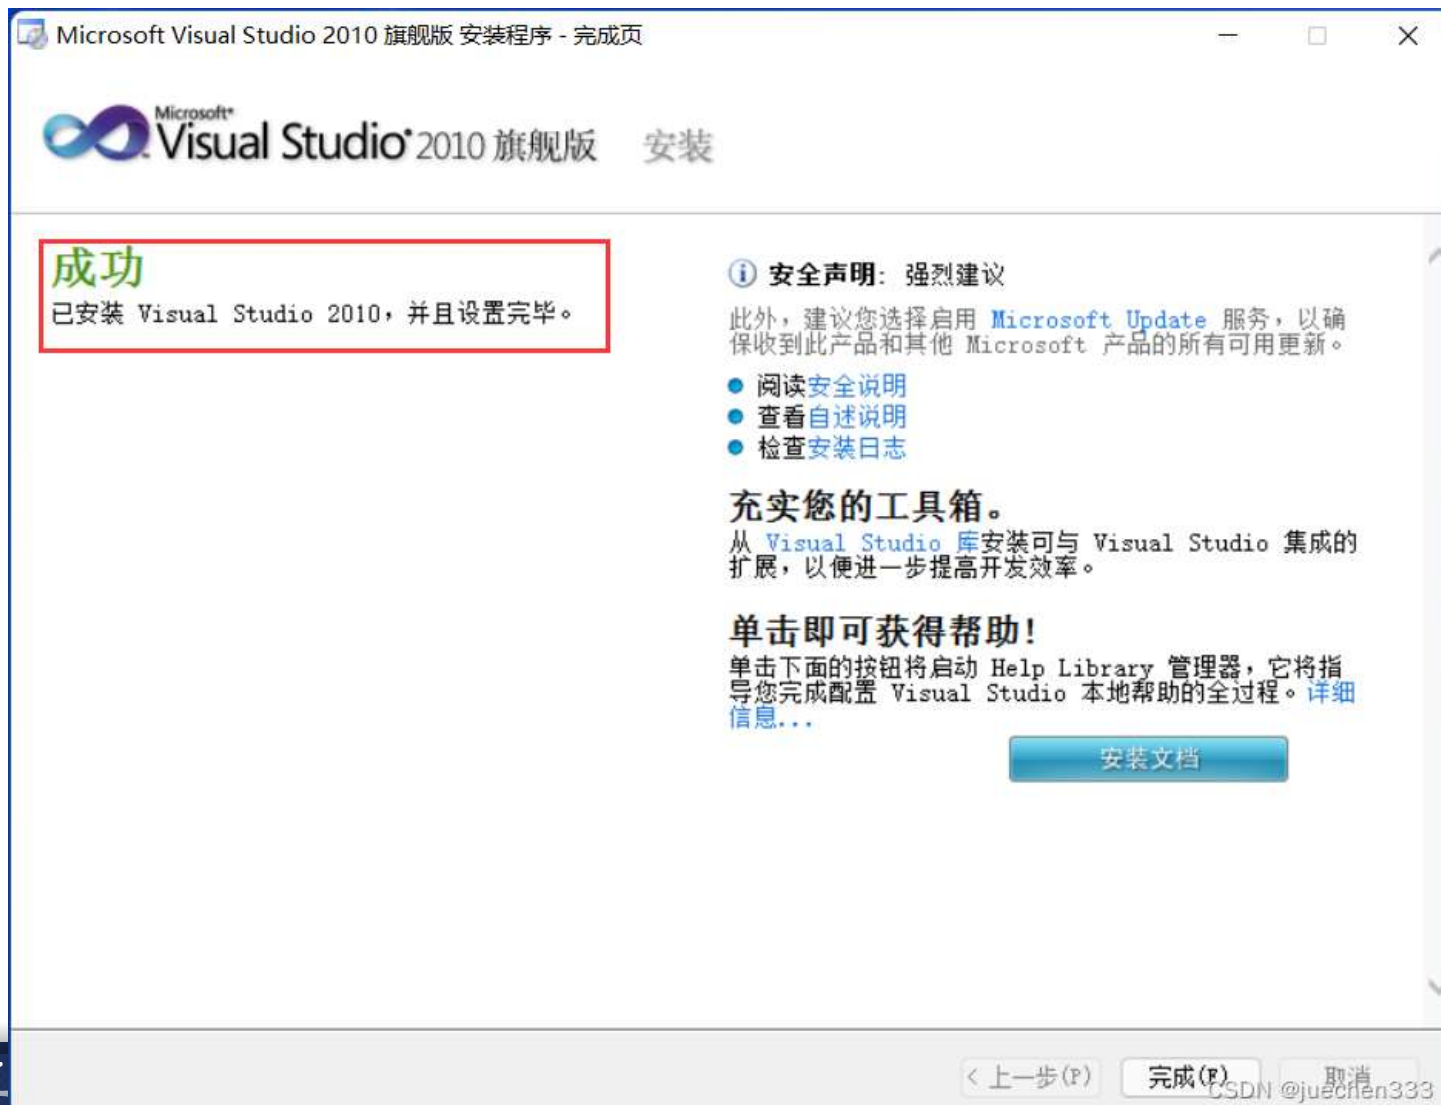 Microsoft Visual Studio 2010 旗舰版 安装程序 - 完成页
Microsoft
Visual Studio 2010 旗舰版 安装
成功
已安装 Visual Studio 2010，并且设置完毕。
安全声明：强烈建议
此外，建议您选择启用 Microsoft Update 服务，以确
保收到此产品和其他 Microsoft 产品的所有可用更新。
阅读安全说明
查看自述说明
检查安装日志
充实您的工具箱。
从 Visual Studio 库安装可与 Visual Studio 集成的
扩展，以便进一步提高开发效率。
单击即可获得帮助！
单击下面的按钮将启动 Help Library 管理器，它将指
导您完成配置 Visual Studio 本地帮助的全过程。详细
信息...
安装文档
< 上一步(P) 完成(F) 取消
CSDN @juechen333